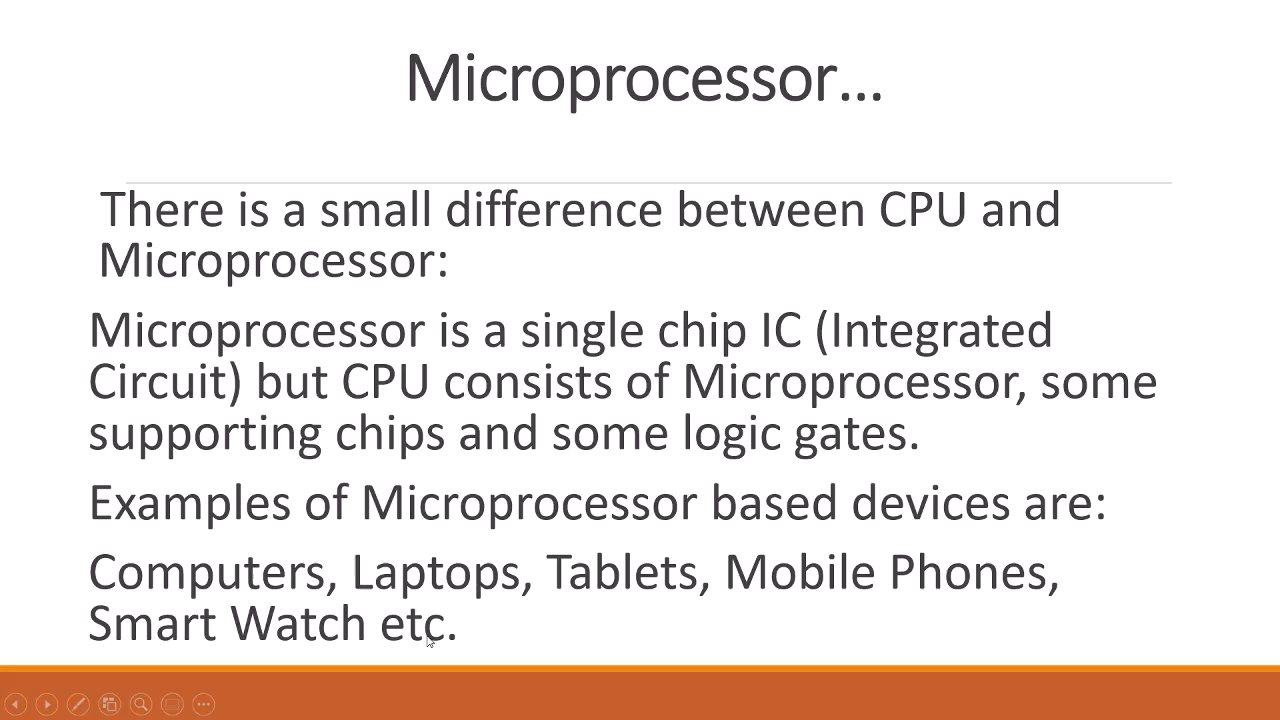 Microprocessor...
There is a small difference between CPU and
Microprocessor:
Microprocessor is a single chip IC (Integrated
Circuit) but CPU consists of Microprocessor, some
supporting chips and some logic gates.
Examples of Microprocessor based devices are:
Computers, Laptops, Tablets, Mobile Phones,
Smart Watch etc.